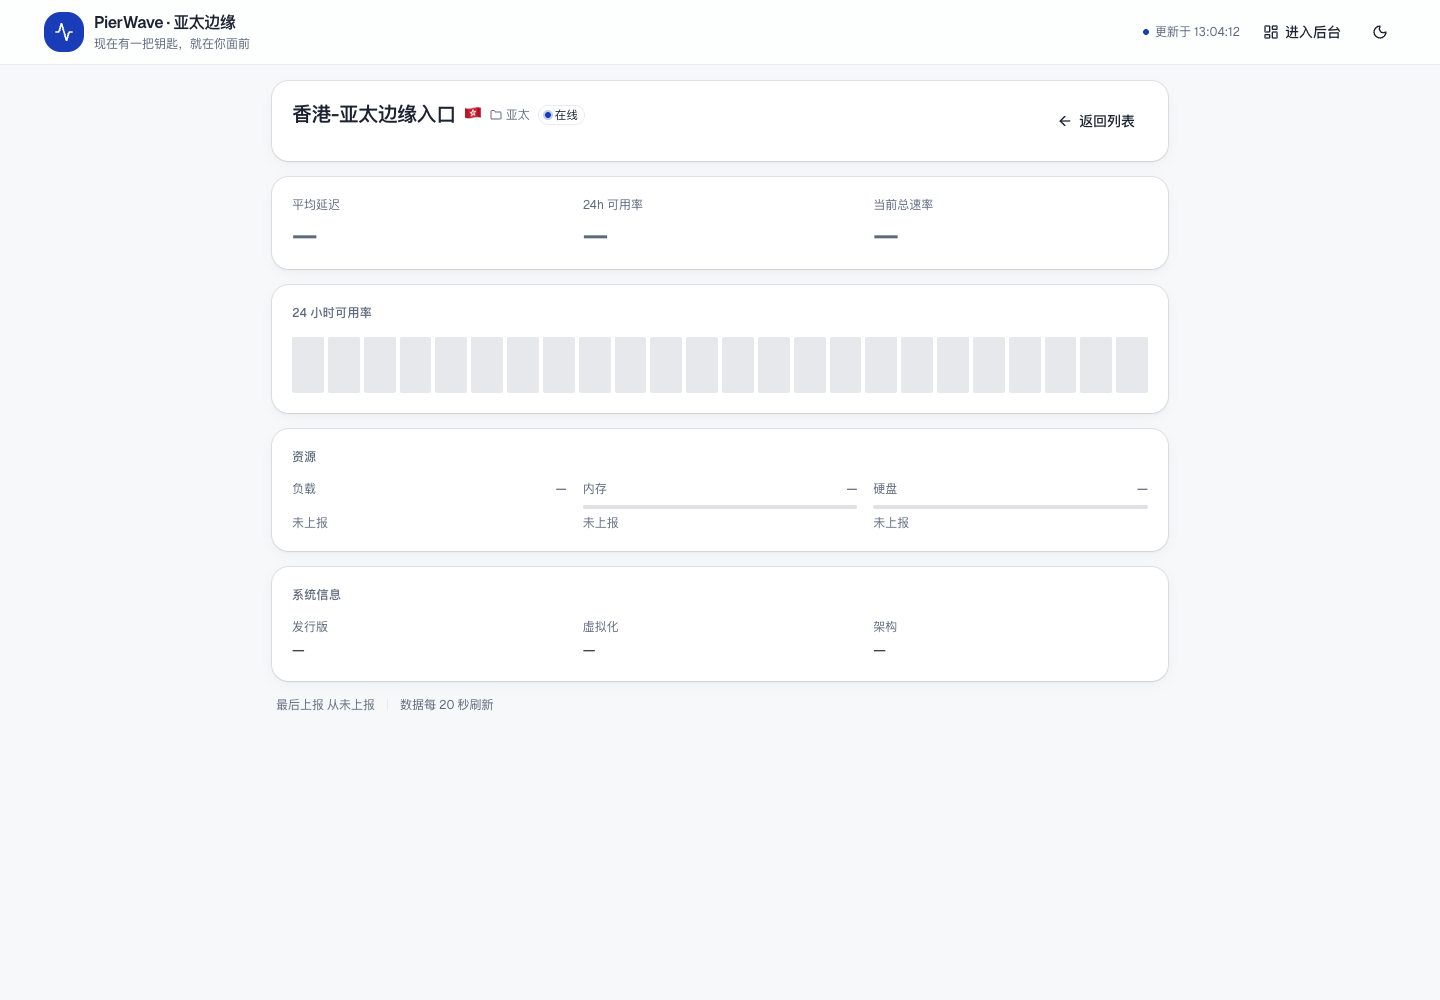 PierWave · 亚太边缘
现在有一把钥匙，就在你面前
更新于 13:04:12
进入后台
香港-亚太边缘入口
亚太
在线
返回列表
平均延迟
24h 可用率
当前总速率
—
—
—
24 小时可用率
资源
负载 —
内存 —
硬盘 —
未上报
未上报
未上报
系统信息
发行版
虚拟化
架构
—
—
—
最后上报 从未上报
数据每 20 秒刷新